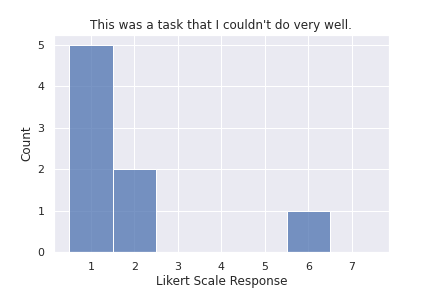 This was a task that I couldn't do very well.
5
4
3
2
1
0
Count
1 2 3 4 5 6 7
Likert Scale Response